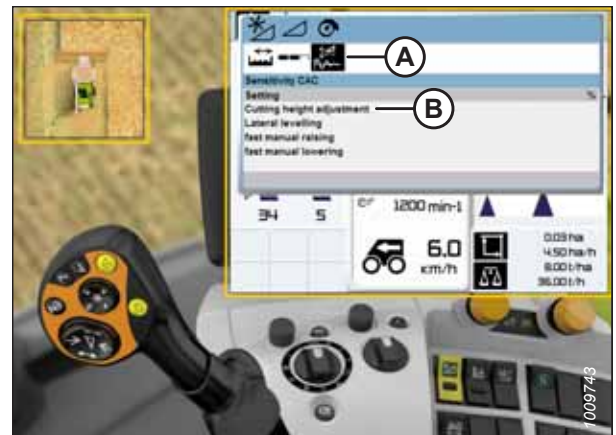 A
Sensitivity CAC
Setting %
Cutting height adjustment
B
Lateral levelling
fast manual raising
fast manual lowering
34
5
1200 min-1
6.0
km/h
0.03 ha
4.50 ha/h
8.00 t/ha
36.00 t/h
1009743